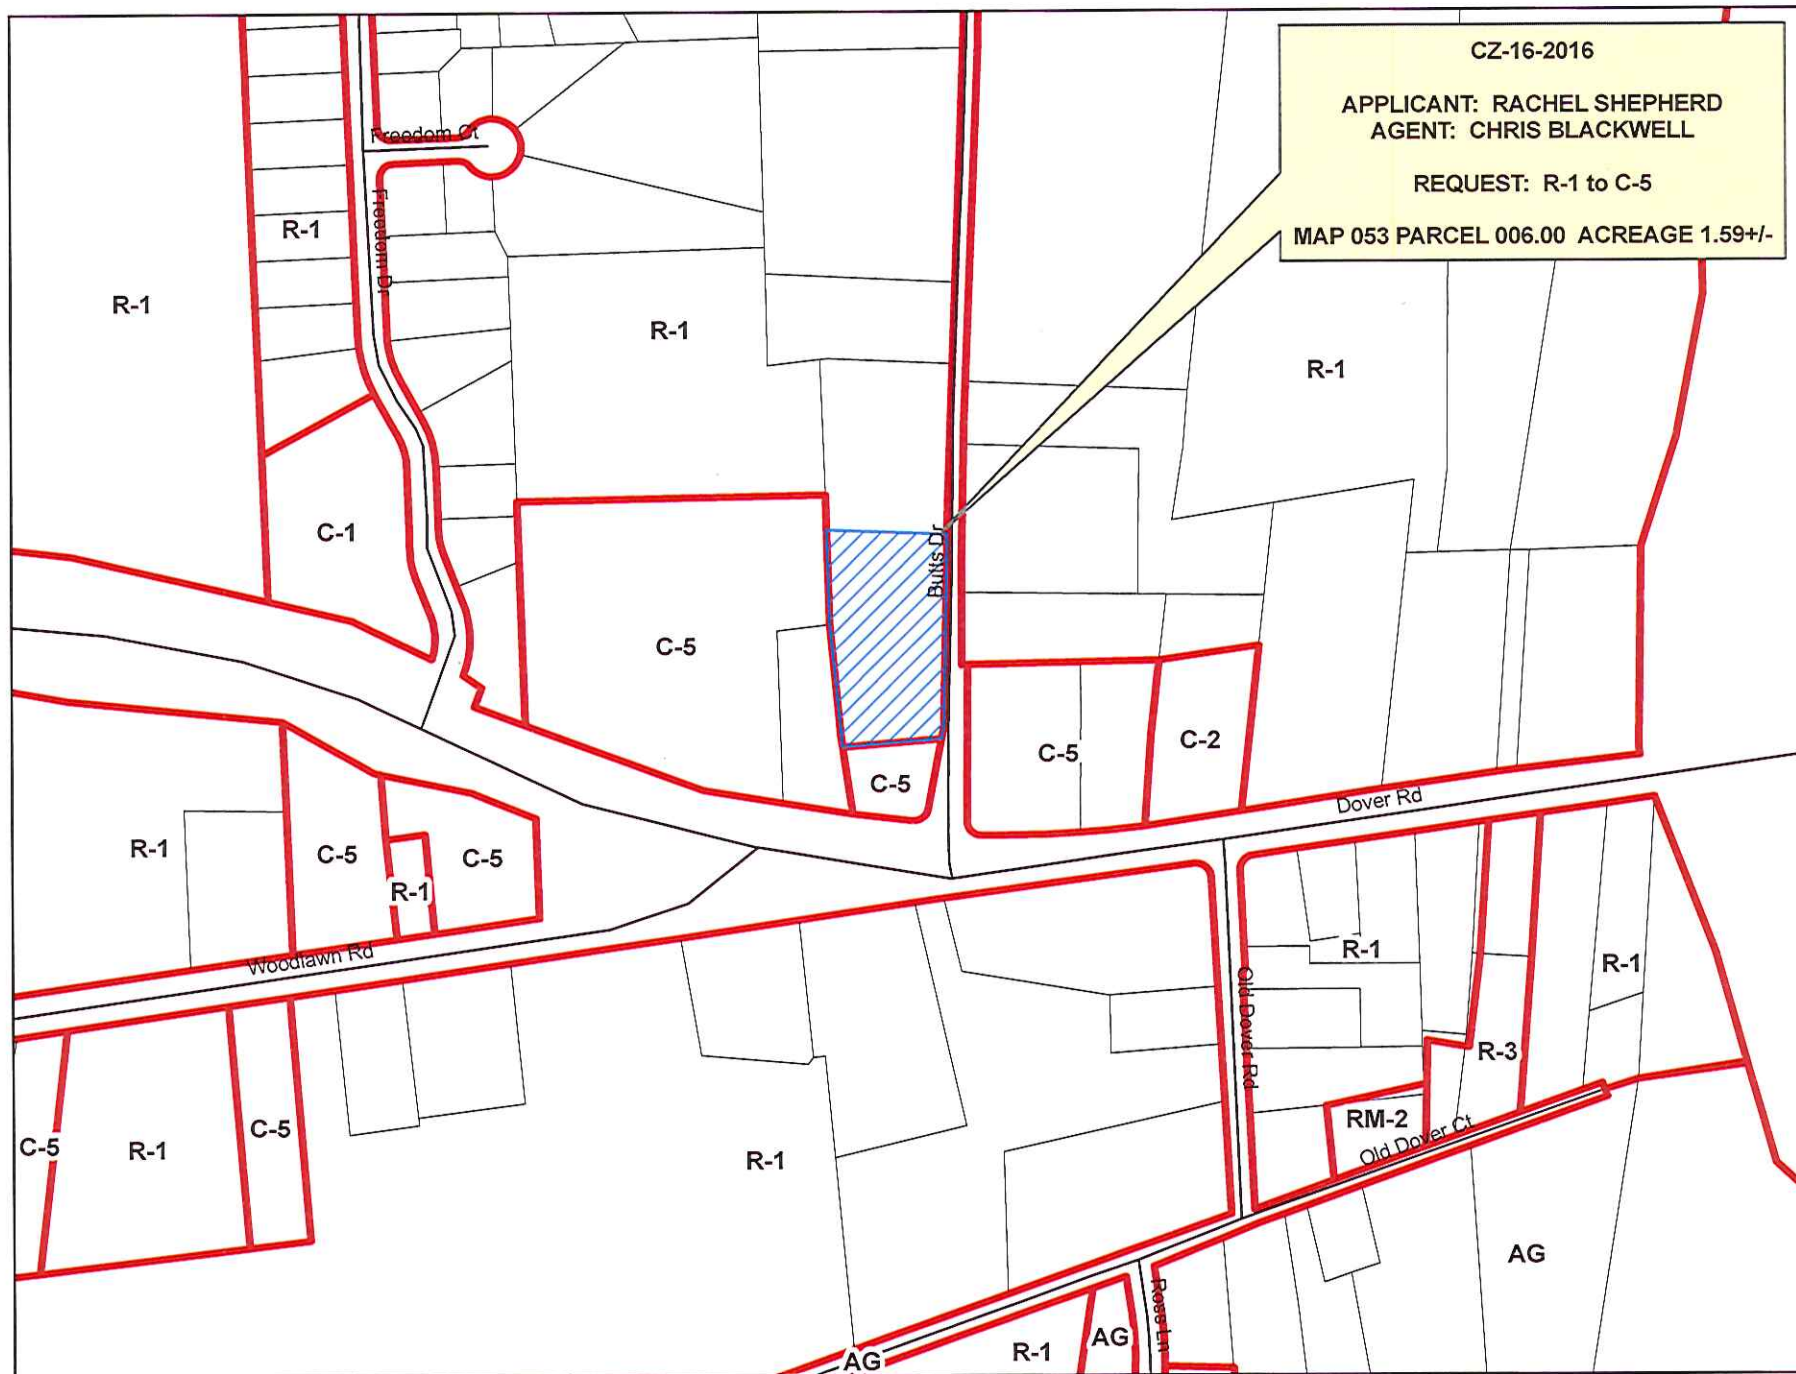 CZ-16-2016
APPLICANT: RACHEL SHEPHERD
AGENT: CHRIS BLACKWELL
REQUEST: R-1 to C-5
MAP 053 PARCEL 006.00 ACREAGE 1.59+/-
Freedom Ct
Freedom Dr
R-1
R-1
R-1
R-1
C-1
Butts Dr
C-5
C-5
C-5
C-2
Dover Rd
R-1
C-5
R-1
C-5
Woodlawn Rd
R-1
R-1
Old Dover Rd
R-3
C-5
R-1
C-5
R-1
RM-2
Old Dover Ct
AG
Ross Ln
AG
R-1
AG